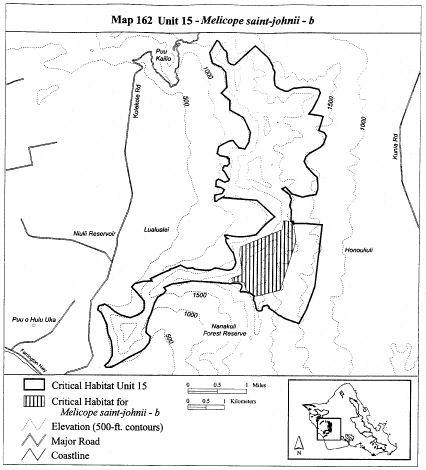 Map 162 Unit 15 - Melicope saint-johnii - b
Puu
Kailio
1000
500
1500
1000
Kolekole Rd
Kunia Rd
Niulii Reservoir
Lualualei
Honouliuli
1500
Puu o Hulu Uka
Nanakuli
Forest Reserve
500
Farrington Hwy
Critical Habitat Unit 15
Critical Habitat for
Melicope saint-johnii - b
Elevation (500-ft. contours)
Major Road
Coastline
0 0.5 1 Miles
0 0.5 1 Kilometers
N